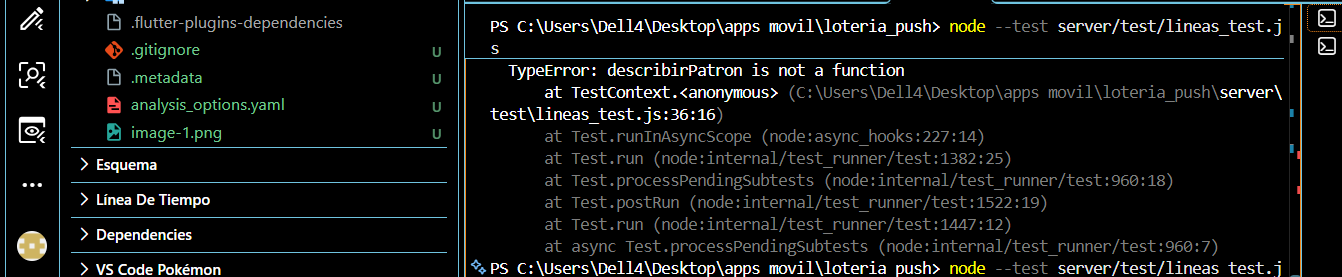 .flutter-plugins-dependencies
.gitignore U
.metadata U
analysis_options.yaml U
image-1.png U
Esquema
Línea De Tiempo
Dependencies
VS Code Pokémon
PS C:\Users\Dell4\Desktop\apps movil\loteria_push> node --test server/test/lineas_test.j
s
TypeError: describirPatron is not a function
at TestContext.<anonymous> (C:\Users\Dell4\Desktop\apps movil\loteria_push\server\
test\lineas_test.js:36:16)
at Test.runInAsyncScope (node:async_hooks:227:14)
at Test.run (node:internal/test_runner/test:1382:25)
at Test.processPendingSubtests (node:internal/test_runner/test:960:18)
at Test.postRun (node:internal/test_runner/test:1522:19)
at Test.run (node:internal/test_runner/test:1447:12)
at async Test.processPendingSubtests (node:internal/test_runner/test:960:7)
PS C:\Users\Dell4\Desktop\apps movil\loteria_push> node --test server/test/lineas_test.j